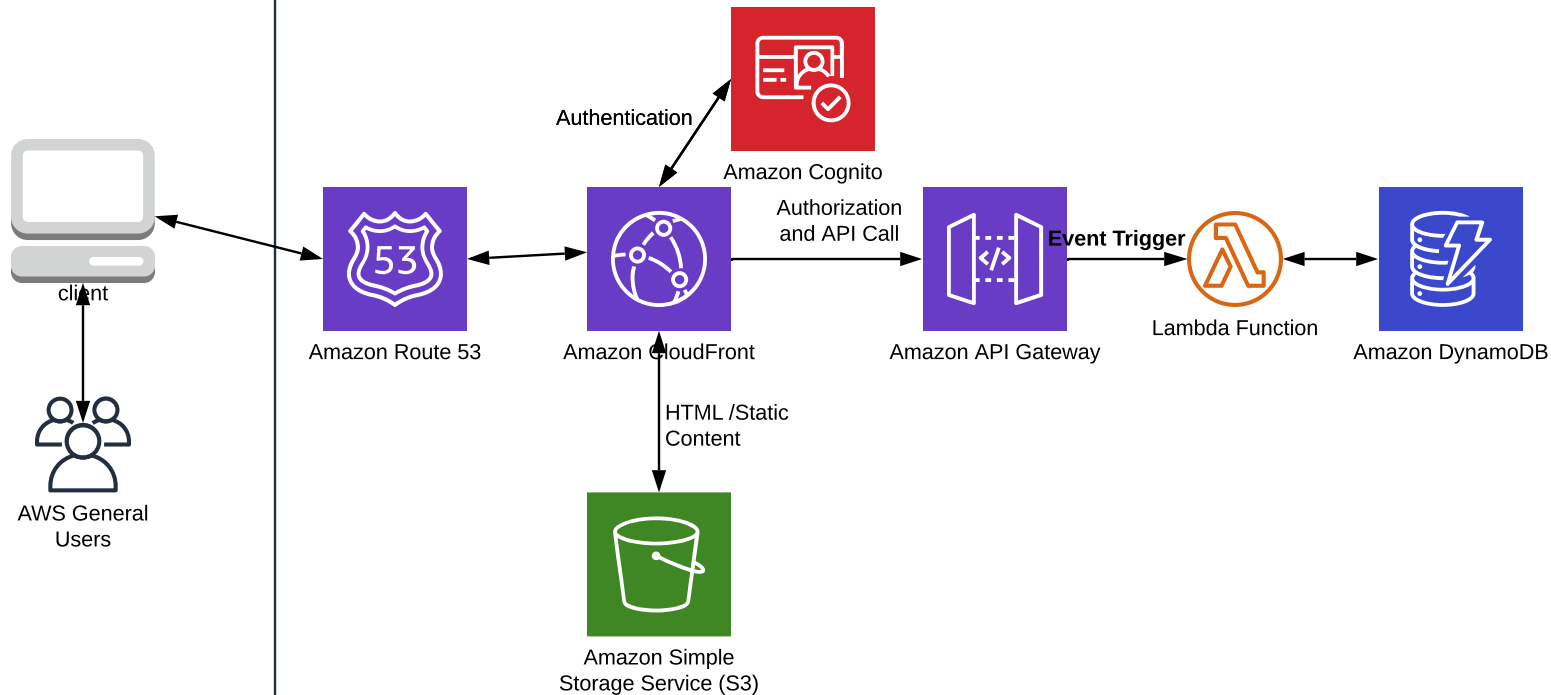 Authentication
Amazon Cognito
Authorization
and API Call
Event Trigger
53
client
Lambda Function
Amazon Route 53
Amazon CloudFront
Amazon API Gateway
Amazon DynamoDB
HTML /Static
Content
AWS General
Users
Amazon Simple
Storage Service (S3)